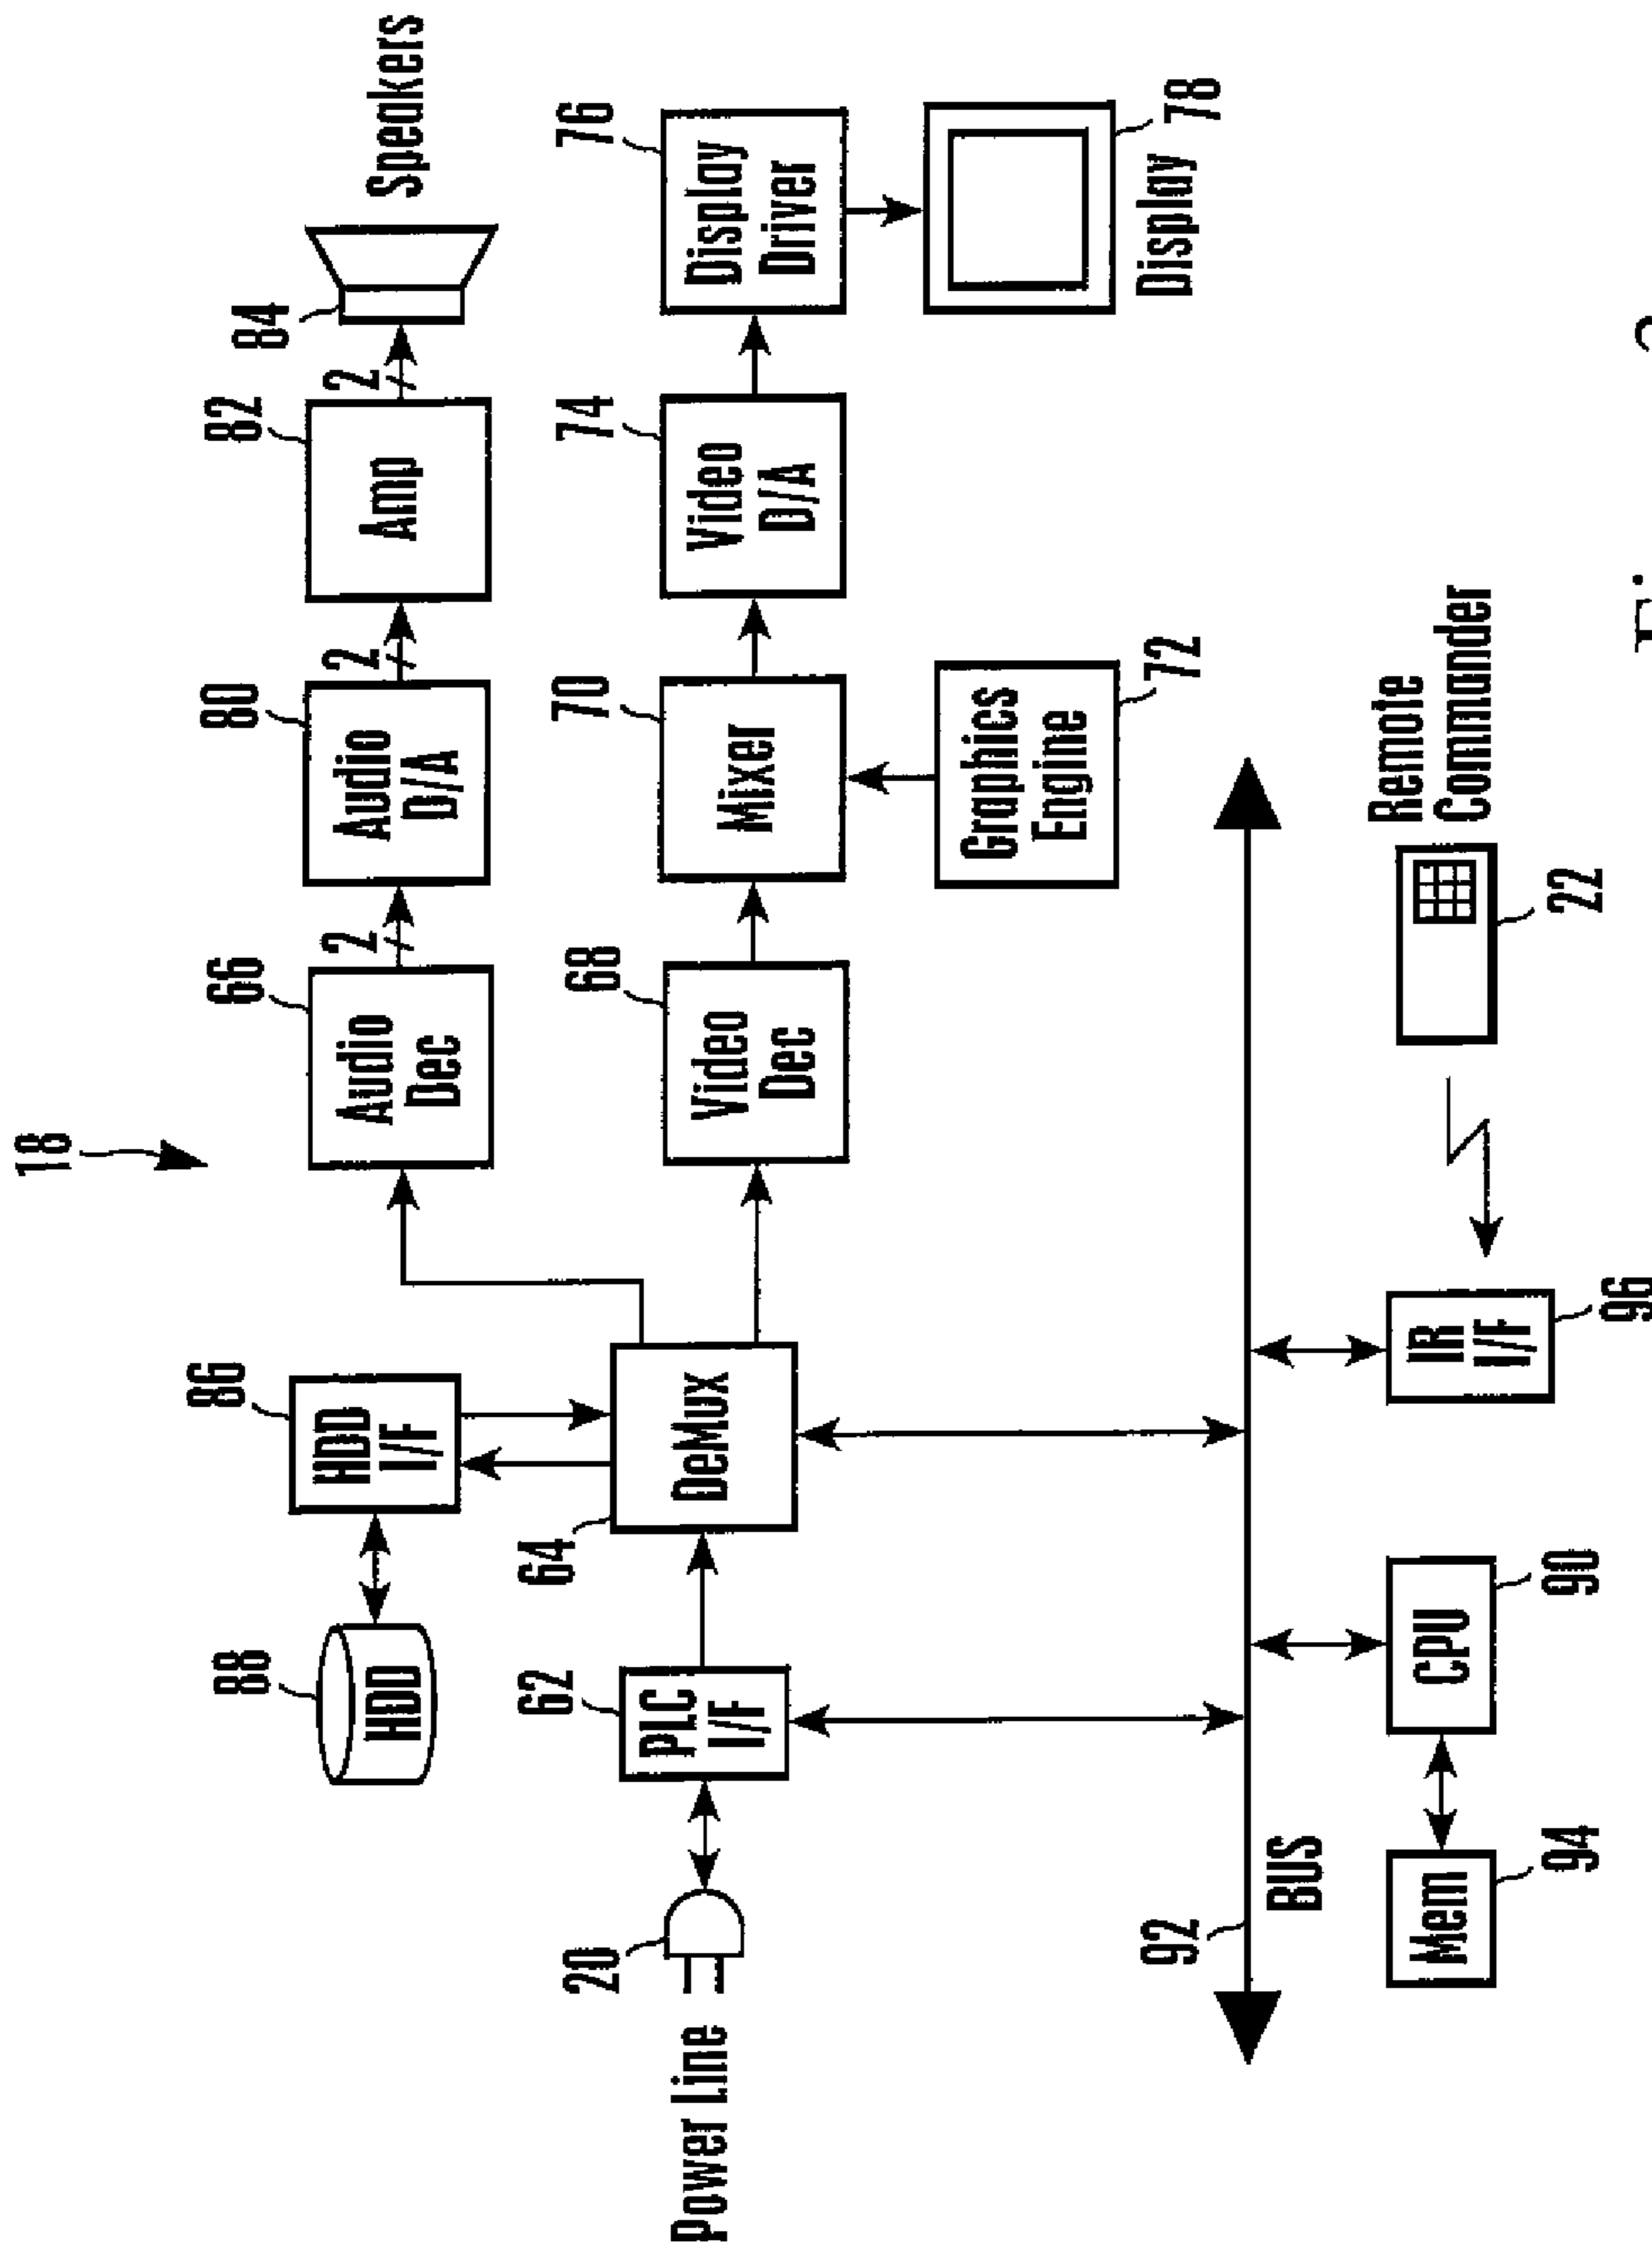 18
88
HDD
86
HDD
I/F
66
Audio
Dec
2
80
Audio
D/A
2
82
Amp
2
84
Speakers
Power Line
20
62
PLC
I/F
64
DeMux
68
Video
Dec
70
Mixer
74
Video
D/A
76
Display
Driver
72
Graphics
Engine
78
Display
92
BUS
94
Mem
90
CPU
96
IR
I/F
22
Remote
Commander